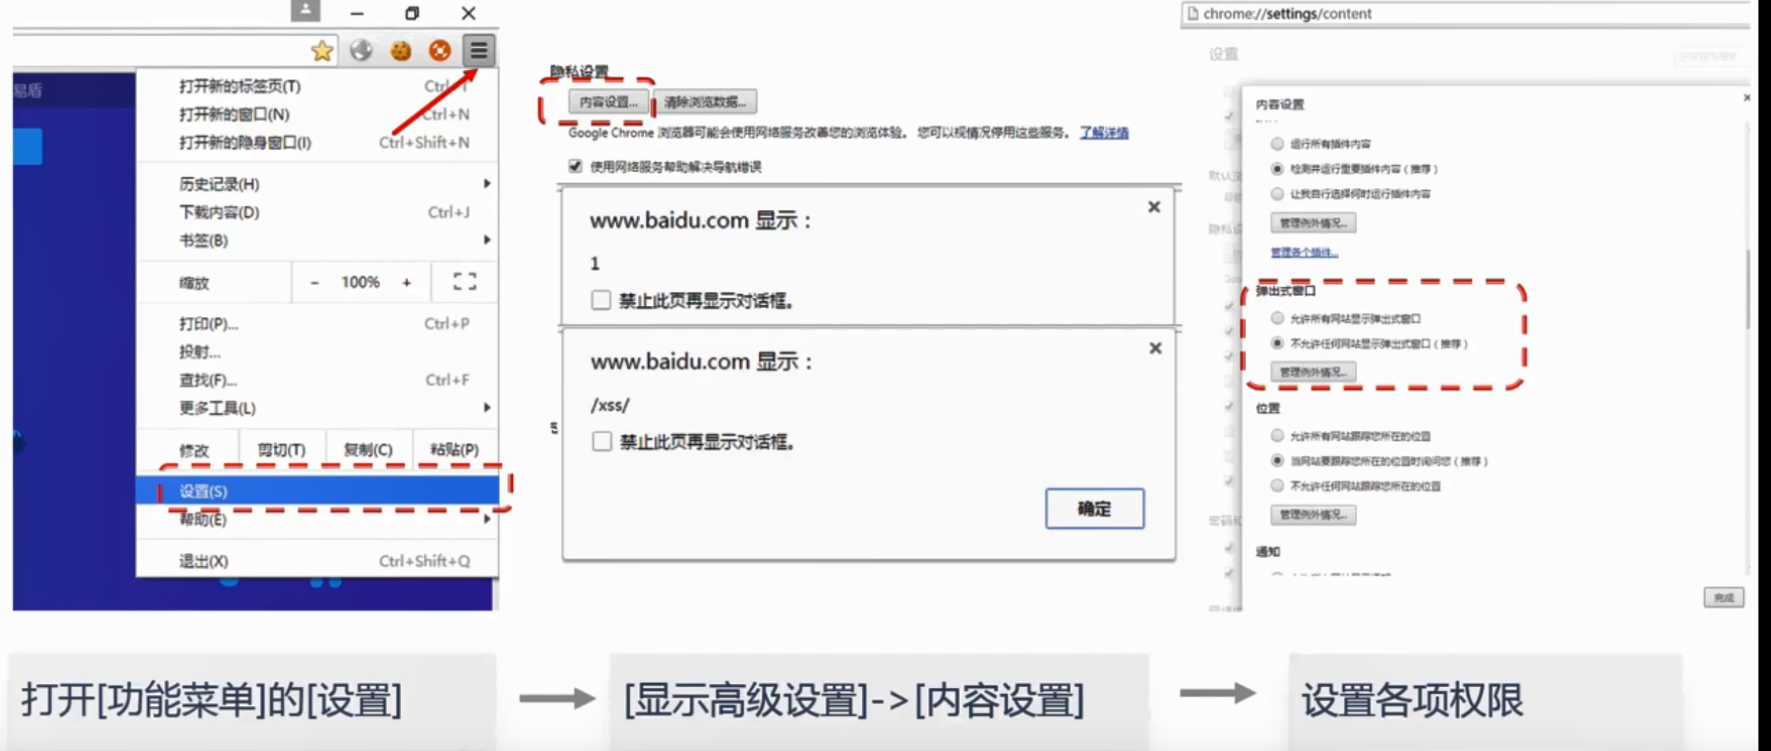 易盾
打开新的标签页(T) Ctrl+T
打开新的窗口(N) Ctrl+N
打开新的隐身窗口(I) Ctrl+Shift+N
历史记录(H)
下载内容(D) Ctrl+J
书签(B)
缩放 - 100% +
打印(P)... Ctrl+P
投射...
查找(F)... Ctrl+F
更多工具(L)
修改 剪切(T) 复制(C) 粘贴(P)
设置(S)
帮助(E)
退出(X) Ctrl+Shift+Q
隐私设置
内容设置... 清除浏览数据...
Google Chrome 浏览器可能会使用网络服务改善您的浏览体验。您可以视情况停用这些服务。 了解详情
使用网络服务帮助解决导航错误
www.baidu.com 显示：
1
禁止此页再显示对话框。
www.baidu.com 显示：
/xss/
禁止此页再显示对话框。
确定
chrome://settings/content
设置
内容设置
运行所有插件内容
检测并运行重要插件内容（推荐）
让我自行选择何时运行插件内容
管理例外情况...
管理各个插件...
弹出式窗口
允许所有网站显示弹出式窗口
不允许任何网站显示弹出式窗口（推荐）
管理例外情况...
位置
允许所有网站跟踪您所在的位置
当网站要跟踪您所在的位置时询问您（推荐）
不允许任何网站跟踪您所在的位置
管理例外情况...
通知
完成
打开[功能菜单]的[设置]
[显示高级设置]->[内容设置]
设置各项权限